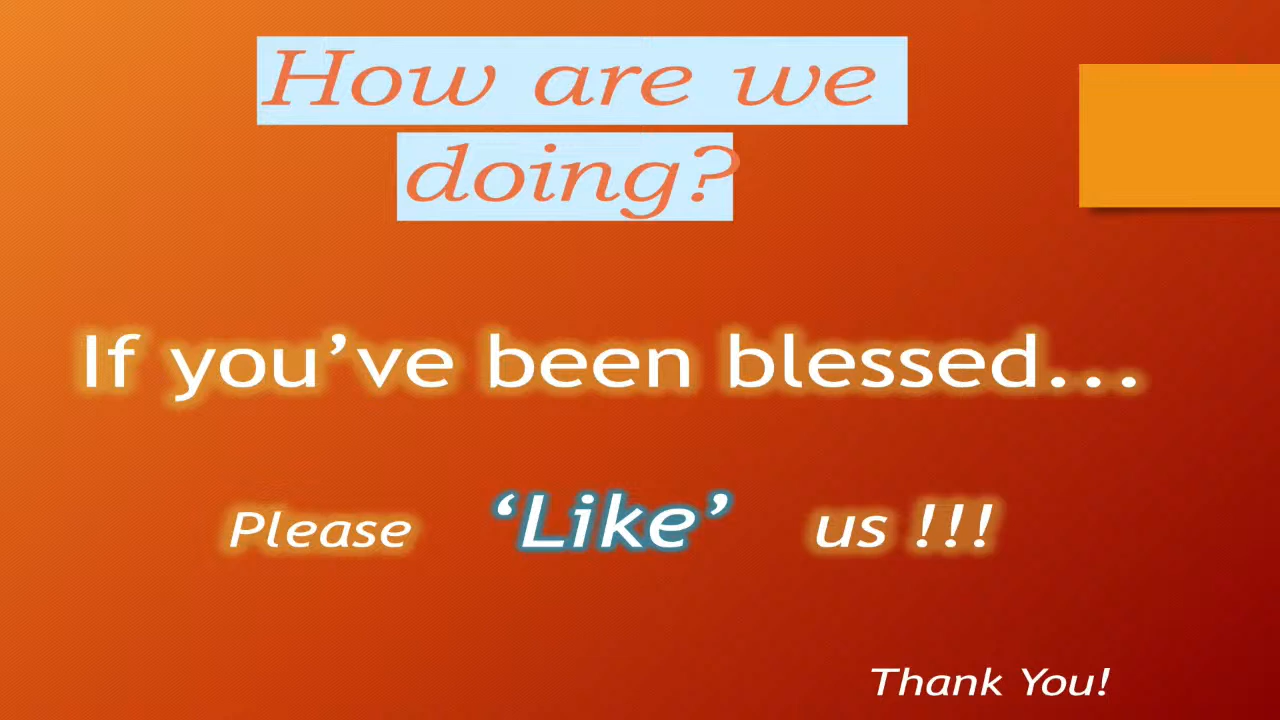 How are we
doing?
If you’ve been blessed...
Please ‘Like’ us !!!
Thank You!